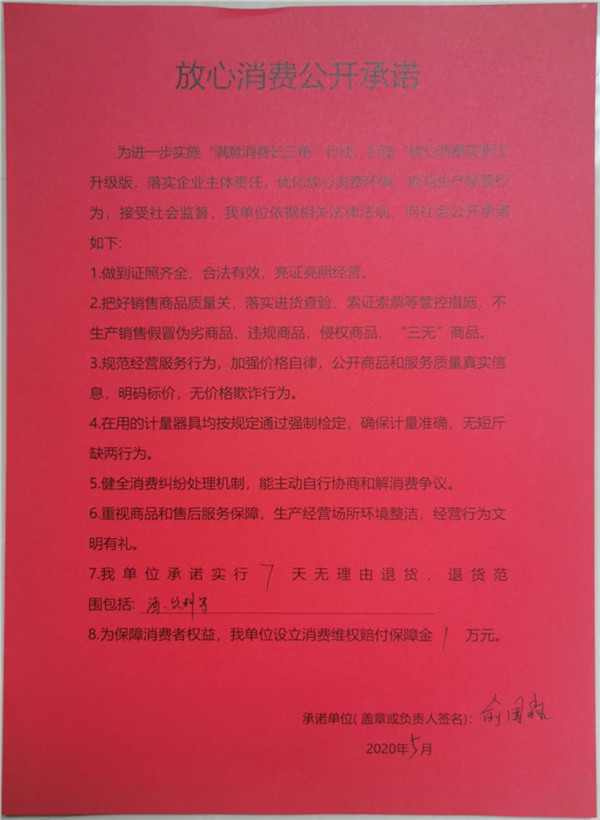 放心消费公开承诺
为进一步实施“满意消费长三角”行动，打造“放心消费在浙江”
升级版，落实企业主体责任，优化放心消费环境，规范生产经营行
为，接受社会监督，我单位依据相关法律法规，向社会公开承诺
如下:
1.做到证照齐全、合法有效，亮证亮照经营。
2.把好销售商品质量关，落实进货查验、索证索票等管控措施，不
生产销售假冒伪劣商品、违规商品、侵权商品、“三无”商品。
3.规范经营服务行为，加强价格自律，公开商品和服务质量真实信
息，明码标价，无价格欺诈行为。
4.在用的计量器具均按规定通过强制检定，确保计量准确，无短斤
缺两行为。
5.健全消费纠纷处理机制，能主动自行协商和解消费争议。
6.重视商品和售后服务保障，生产经营场所环境整洁，经营行为文
明有礼。
7.我单位承诺实行7天无理由退货，退货范
围包括:
8.为保障消费者权益，我单位设立消费维权赔付保障金1万元。
承诺单位(盖章或负责人签名):俞国
2020年5月